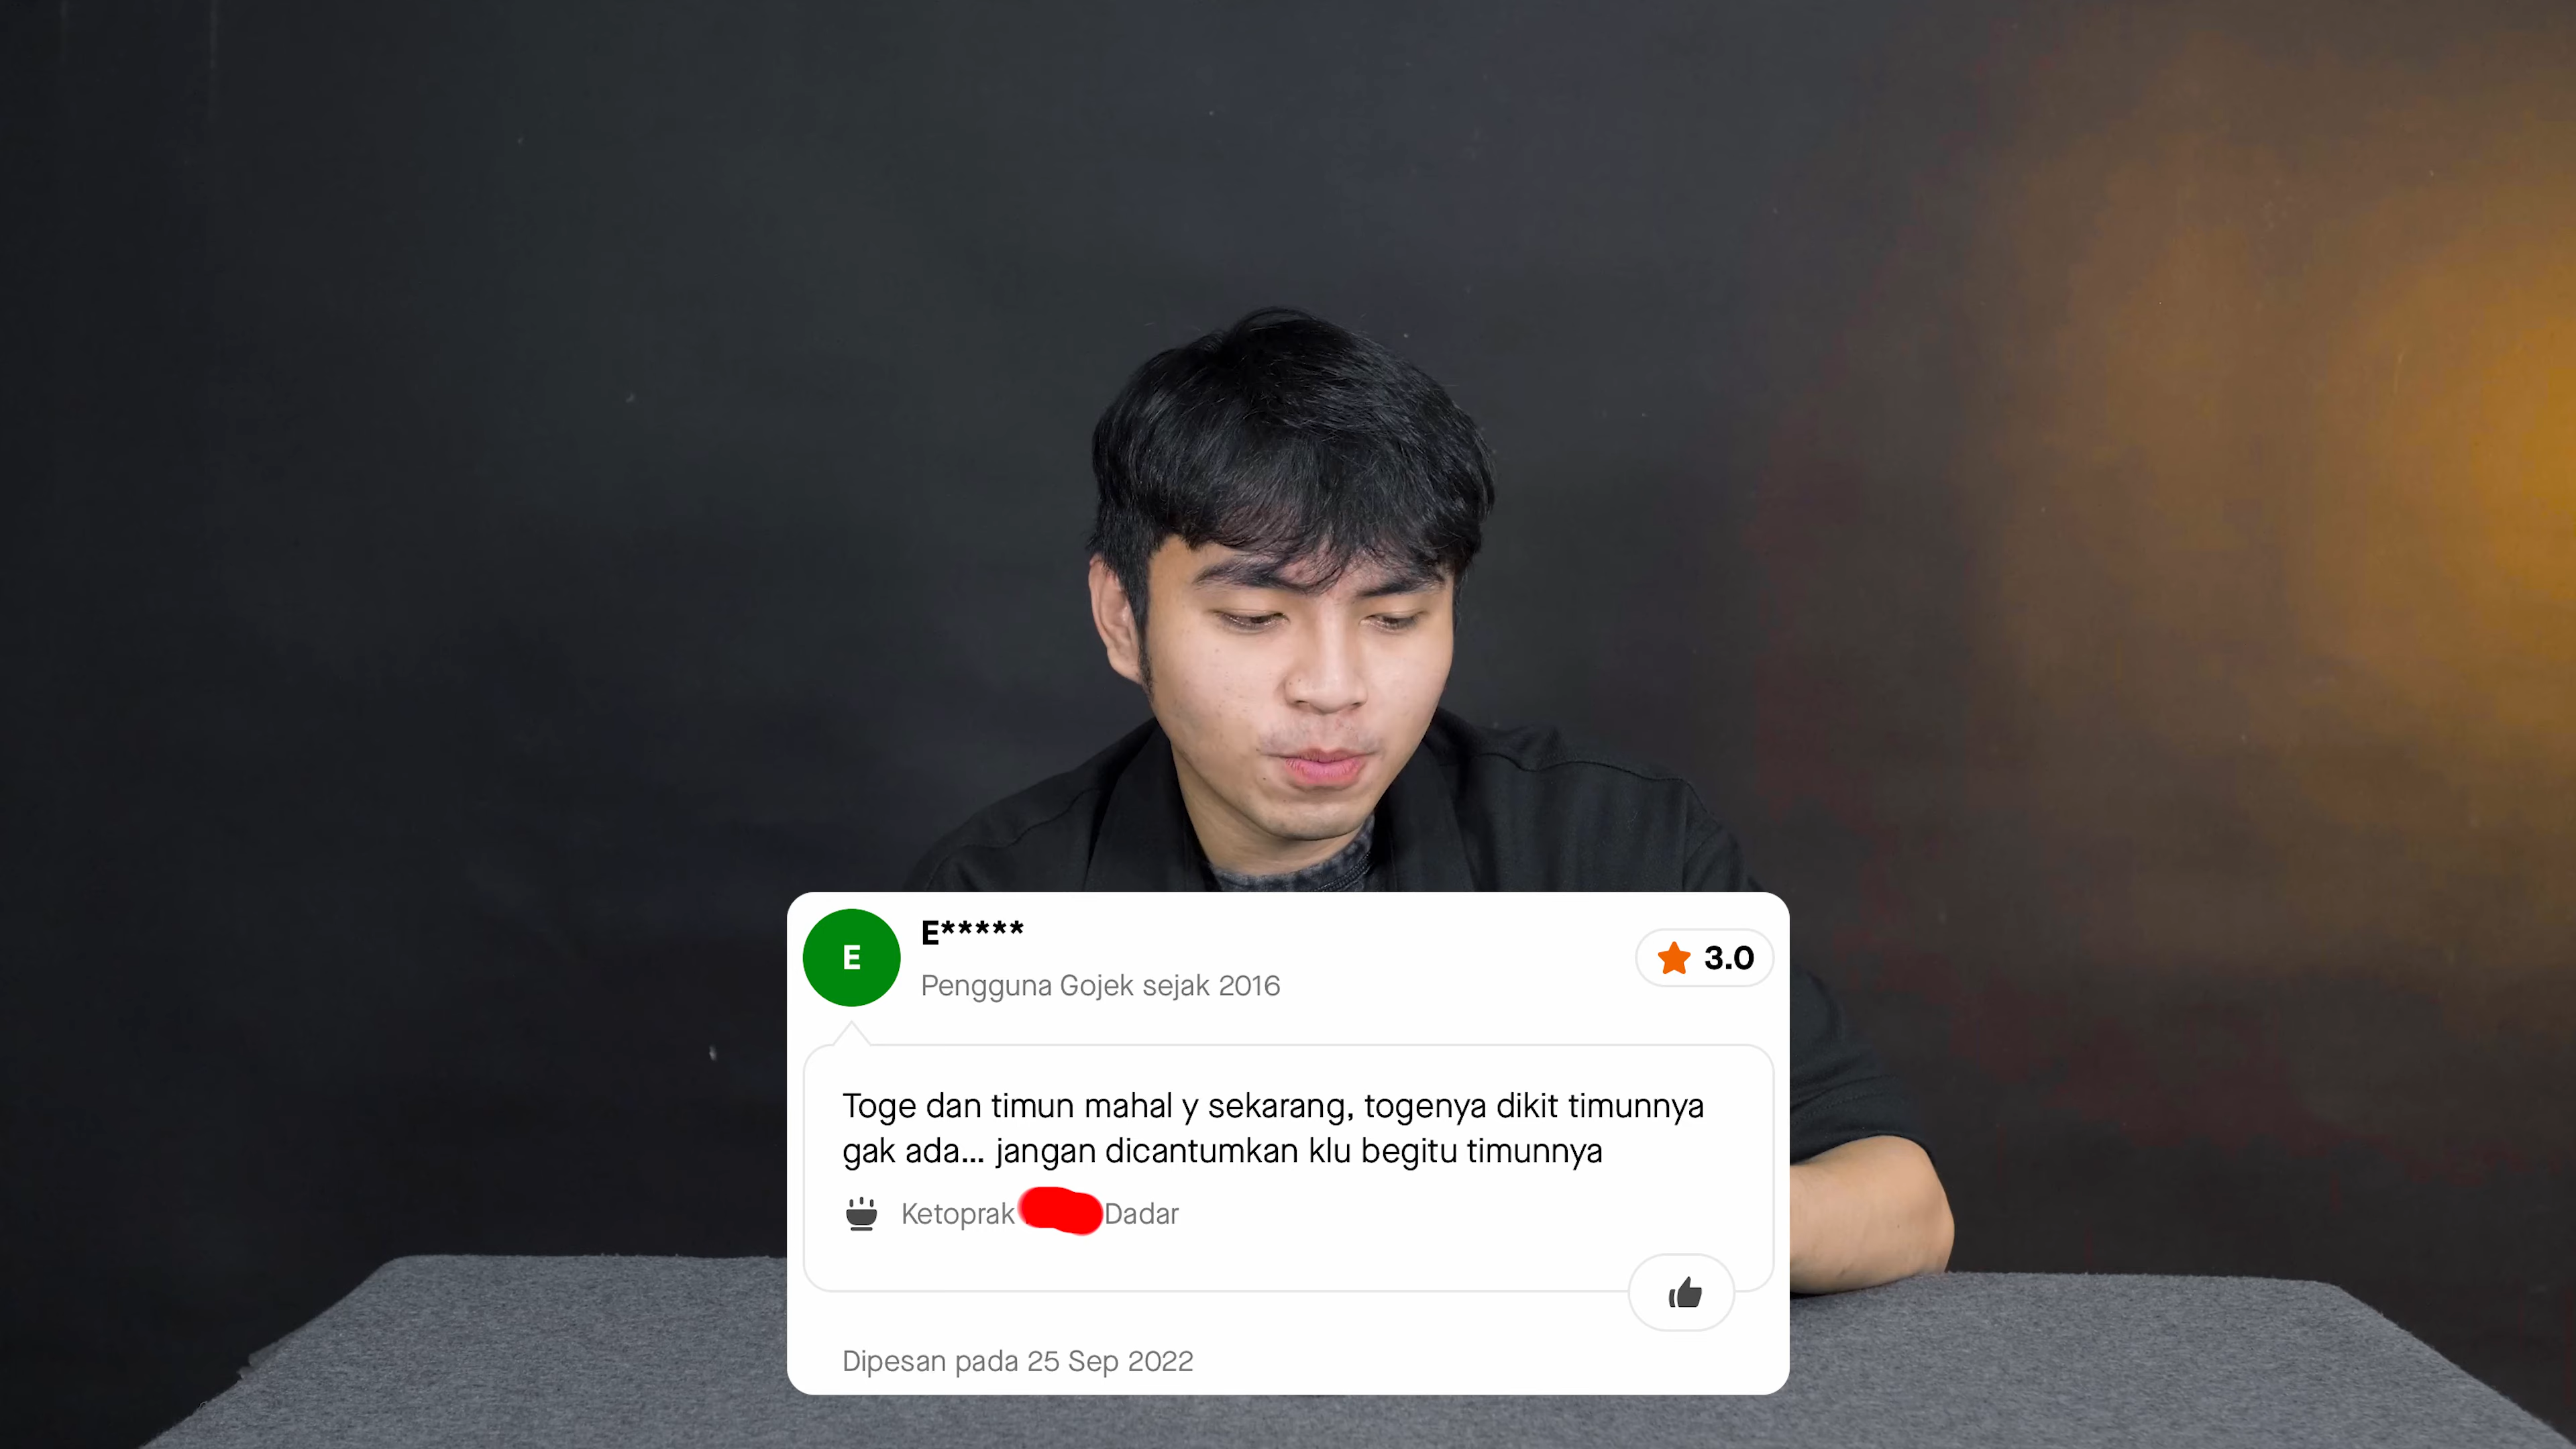 E
E*****
Pengguna Gojek sejak 2016
3.0
Toge dan timun mahal y sekarang, togenya dikit timunnya
gak ada... jangan dicantumkan klu begitu timunnya
Ketoprak Dadar
Dipesan pada 25 Sep 2022